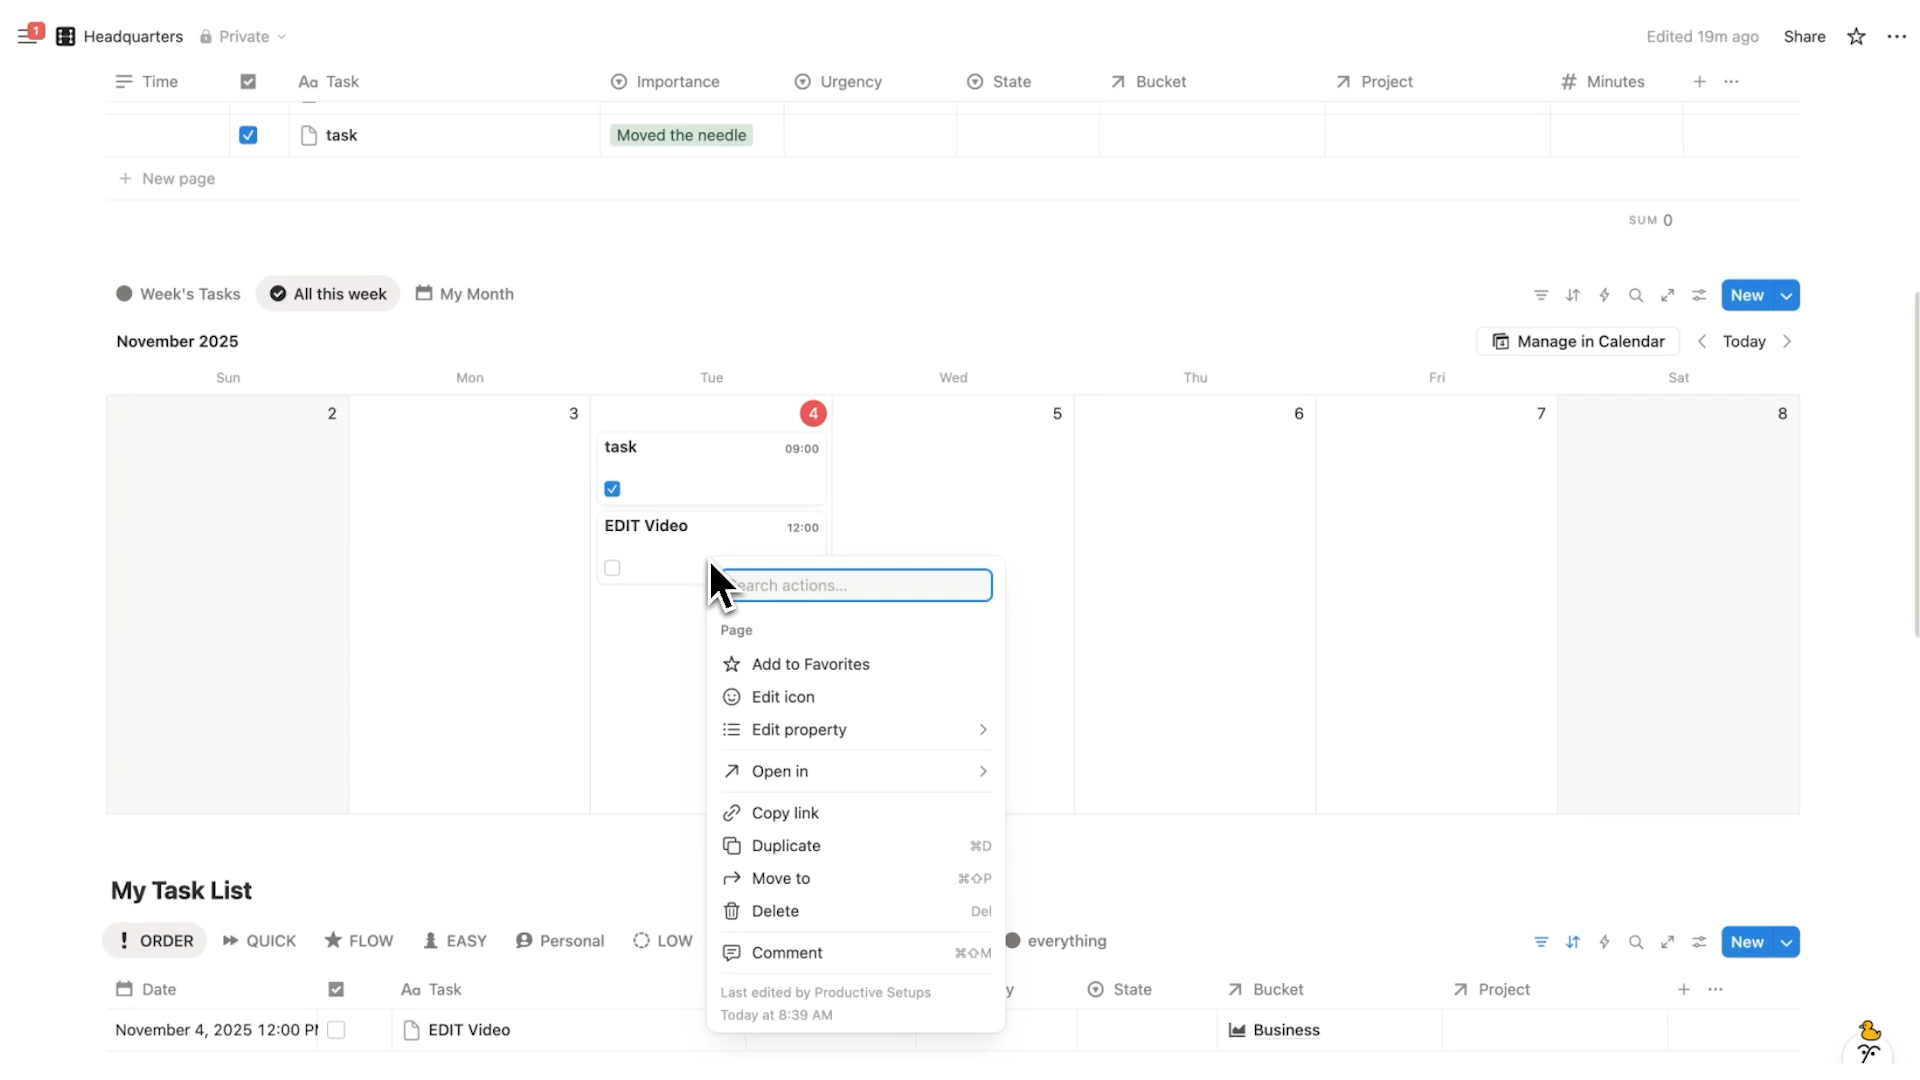 1 Headquarters Private Edited 19m ago Share
Time Aa Task Importance Urgency State Bucket Project # Minutes
task Moved the needle
New page
SUM 0
Week's Tasks All this week My Month New
November 2025 Manage in Calendar Today
Sun Mon Tue Wed Thu Fri Sat
2 3 4 5 6 7 8
task 09:00
EDIT Video 12:00
earch actions...
Page
Add to Favorites
Edit icon
Edit property
Open in
Copy link
Duplicate ⌘D
Move to ⌘⇧P
Delete Del
Comment ⌘⇧M
Last edited by Productive Setups
Today at 8:39 AM
My Task List
ORDER QUICK FLOW EASY Personal LOW everything New
Date Aa Task y State Bucket Project
November 4, 2025 12:00 P EDIT Video Business